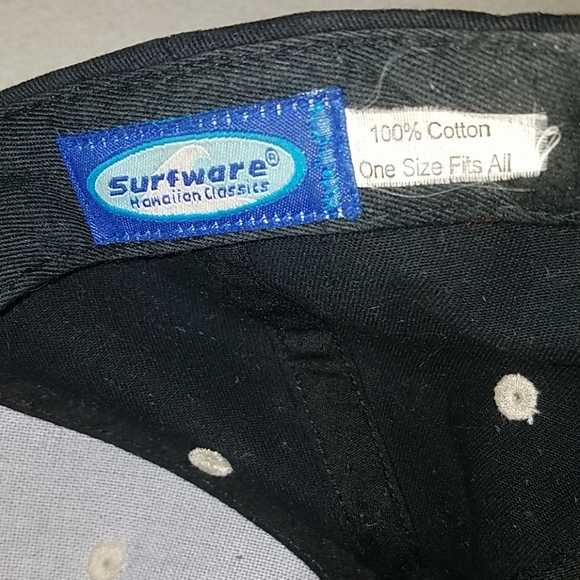 Surfware®
Hawaiian Classics
100% Cotton
One Size Fits All